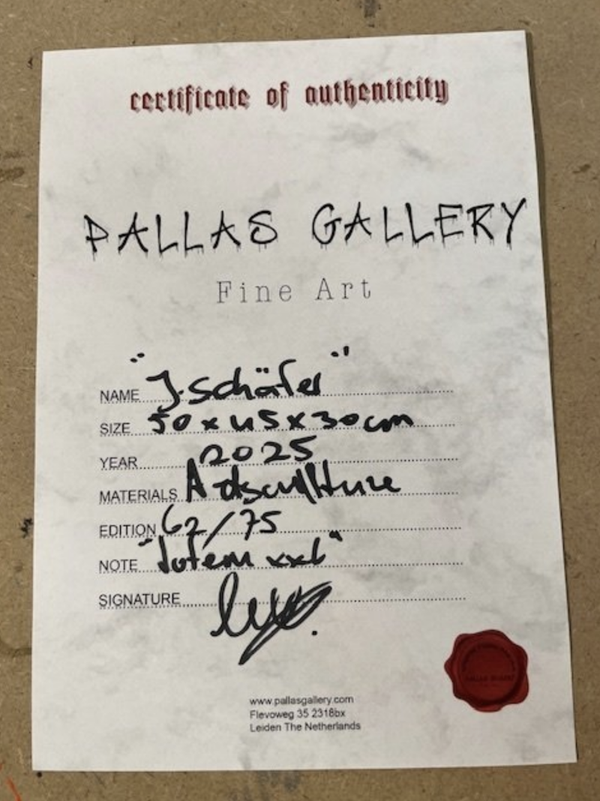 certificate of authenticity
PALLAS GALLERY
Fine Art
NAME "J. Schäfer"
SIZE 50 x 45 x 30 cm
YEAR 2025
MATERIALS Artsculture
EDITION 62/75
NOTE "Totem xxl"
SIGNATURE
www.pallasgallery.com
Flevoweg 35 2318bx
Leiden The Netherlands